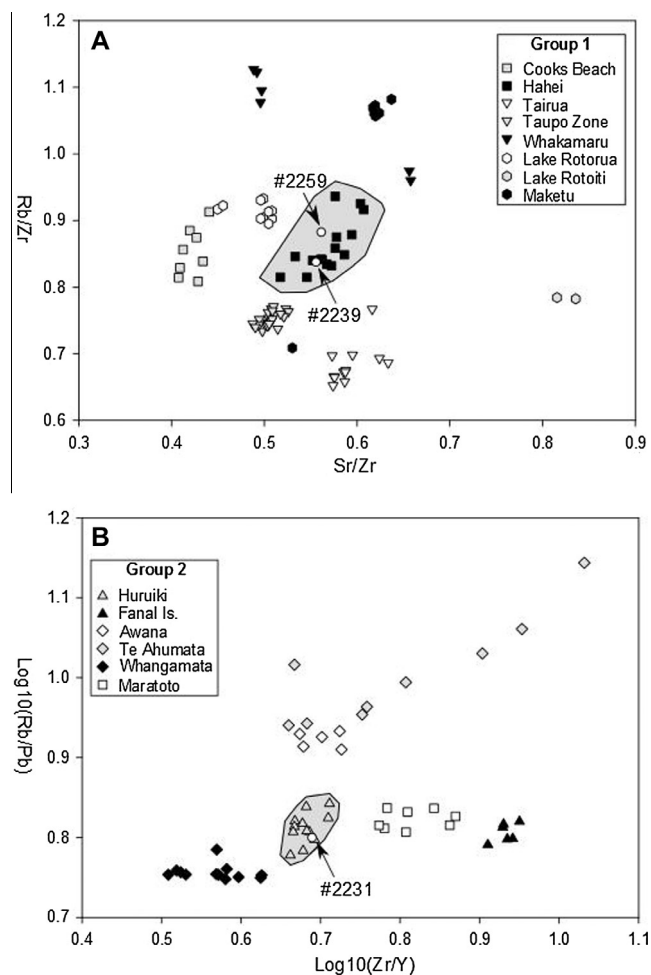 A
Rb/Zr
1.2
1.1
1.0
0.9
0.8
0.7
0.6
Group 1
Cooks Beach
Hahei
Tairua
Taupo Zone
Whakamaru
Lake Rotorua
Lake Rotoiti
Maketu
#2259
#2239
0.3 0.4 0.5 0.6 0.7 0.8 0.9
Sr/Zr
B
Log10(Rb/Pb)
1.2
1.1
1.0
0.9
0.8
0.7
Group 2
Huruiki
Fanal Is.
Awana
Te Ahumata
Whangamata
Maratoto
#2231
0.4 0.5 0.6 0.7 0.8 0.9 1.0 1.1
Log10(Zr/Y)